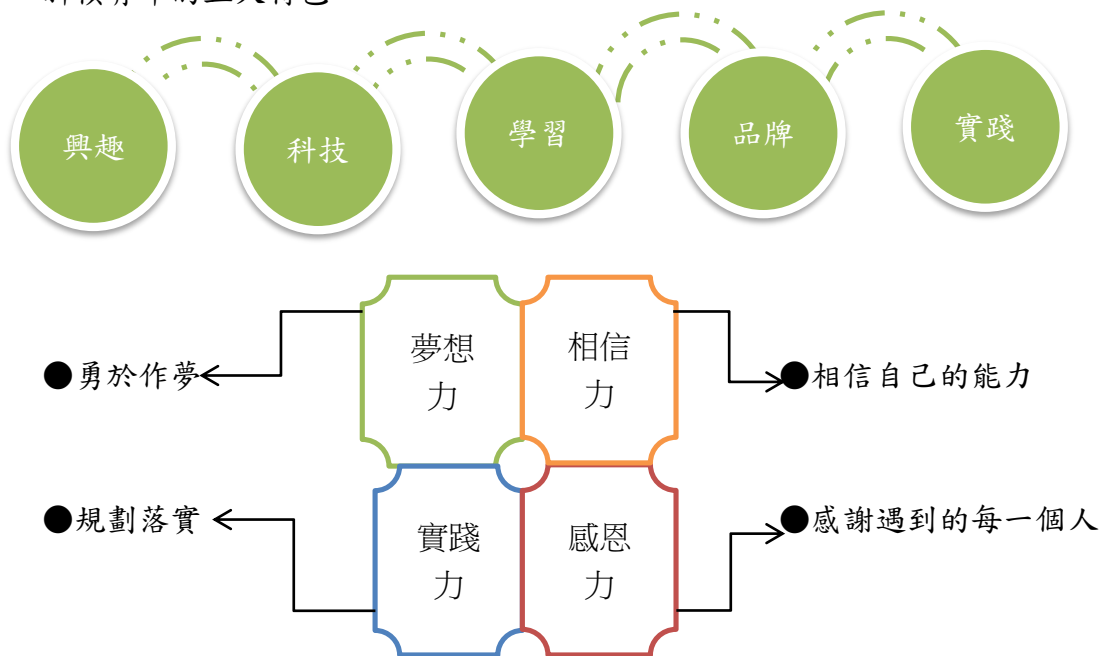 興趣
科技
學習
品牌
實踐
夢想
力
相信
力
●勇於作夢
●相信自己的能力
實踐
力
感恩
力
●規劃落實
●感謝遇到的每一個人